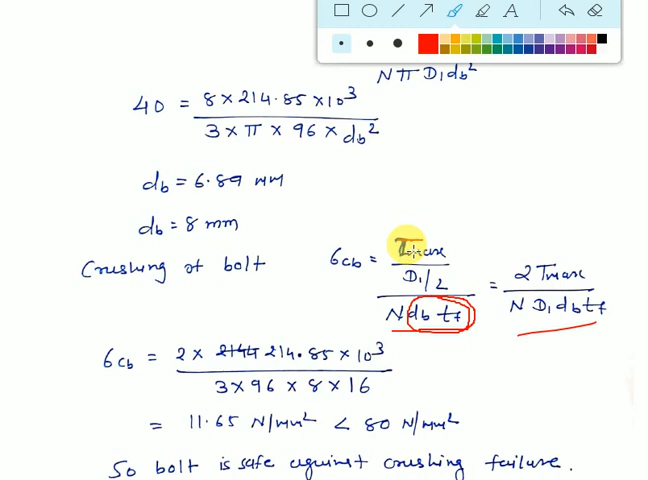 A
Nπ D₁db²
40 = 8×214.85×10³ / 3×π×96×db²
db = 6.89 mm
db = 8 mm
Crushing of bolt
σcb = Tmax / D₁/2 / N db tf = 2 Tmax / N D₁ db tf
σcb = 2× 214.85×10³ / 3×96×8×16
= 11.65 N/mm² < 80 N/mm²
So bolt is safe against crushing failure.